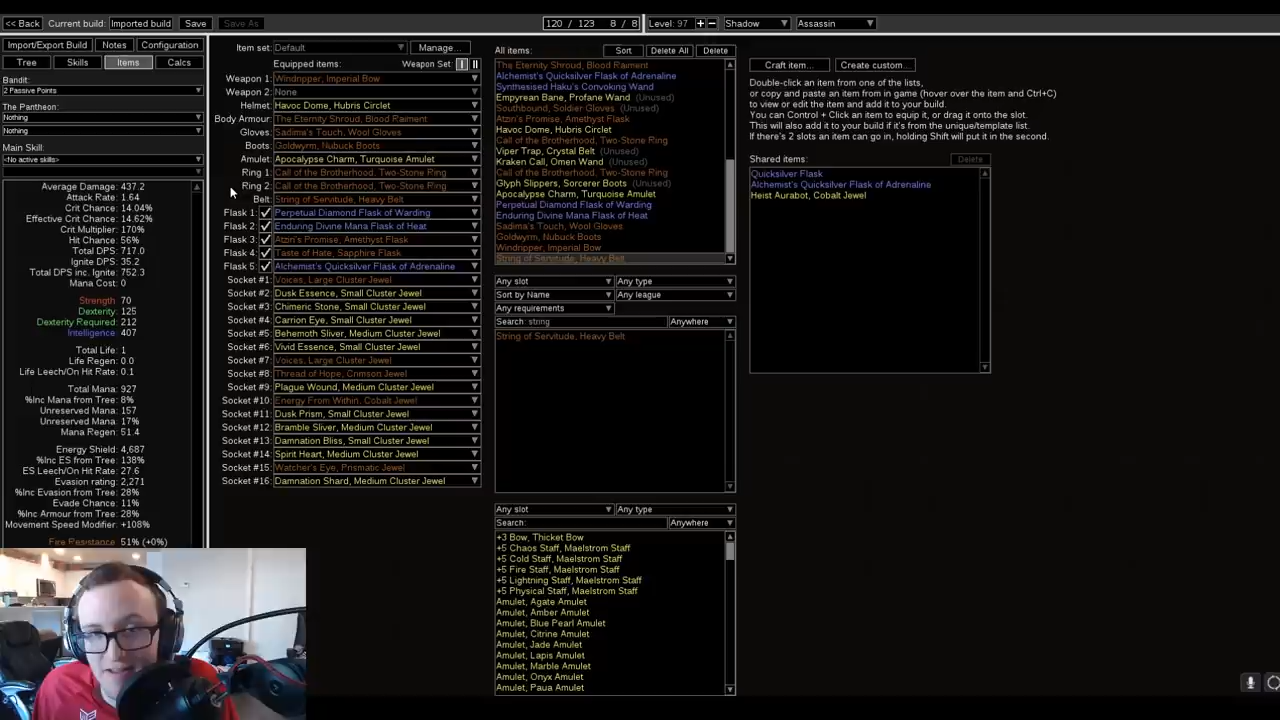 << Back Current build: Imported build Save Save As 120 / 123 8 / 8 Level: 97 + − Shadow Assassin
Import/Export Build Notes Configuration
Tree Skills Items Calcs
Bandit:
2 Passive Points
The Pantheon:
Nothing
Nothing
Main Skill:
<No active skills>
Average Damage: 437.2
Attack Rate: 1.64
Crit Chance: 14.04%
Effective Crit Chance: 14.62%
Crit Multiplier: 170%
Hit Chance: 56%
Total DPS: 717.0
Ignite DPS: 35.2
Total DPS inc. Ignite: 752.3
Mana Cost: 0
Strength: 70
Dexterity: 125
Dexterity Required: 212
Intelligence: 407
Total Life: 1
Life Regen: 0.0
Life Leech/On Hit Rate: 0.1
Total Mana: 927
%Inc Mana from Tree: 8%
Unreserved Mana: 157
Unreserved Mana: 17%
Mana Regen: 51.4
Energy Shield: 4,687
%Inc ES from Tree: 138%
ES Leech/On Hit Rate: 27.6
Evasion rating: 2,271
%Inc Evasion from Tree: 28%
Evade Chance: 11%
%Inc Armour from Tree: 28%
Movement Speed Modifier: +108%
Fire Resistance: 51% (+0%)
Item set: Default Manage...
Equipped items: Weapon Set: I II
Weapon 1: Windripper, Imperial Bow
Weapon 2: None
Helmet: Havoc Dome, Hubris Circlet
Body Armour: The Eternity Shroud, Blood Raiment
Gloves: Sadima's Touch, Wool Gloves
Boots: Goldwyrm, Nubuck Boots
Amulet: Apocalypse Charm, Turquoise Amulet
Ring 1: Call of the Brotherhood, Two-Stone Ring
Ring 2: Call of the Brotherhood, Two-Stone Ring
Belt: String of Servitude, Heavy Belt
Flask 1: Perpetual Diamond Flask of Warding
Flask 2: Enduring Divine Mana Flask of Heat
Flask 3: Atziri's Promise, Amethyst Flask
Flask 4: Taste of Hate, Sapphire Flask
Flask 5: Alchemist's Quicksilver Flask of Adrenaline
Socket #1: Voices, Large Cluster Jewel
Socket #2: Dusk Essence, Small Cluster Jewel
Socket #3: Chimeric Stone, Small Cluster Jewel
Socket #4: Carrion Eye, Small Cluster Jewel
Socket #5: Behemoth Sliver, Medium Cluster Jewel
Socket #6: Vivid Essence, Small Cluster Jewel
Socket #7: Voices, Large Cluster Jewel
Socket #8: Thread of Hope, Crimson Jewel
Socket #9: Plague Wound, Medium Cluster Jewel
Socket #10: Energy From Within, Cobalt Jewel
Socket #11: Dusk Prism, Small Cluster Jewel
Socket #12: Bramble Sliver, Medium Cluster Jewel
Socket #13: Damnation Bliss, Small Cluster Jewel
Socket #14: Spirit Heart, Medium Cluster Jewel
Socket #15: Watcher's Eye, Prismatic Jewel
Socket #16: Damnation Shard, Medium Cluster Jewel
All items: Sort Delete All Delete
The Eternity Shroud, Blood Raiment
Alchemist's Quicksilver Flask of Adrenaline
Synthesised Haku's Convoking Wand
Empyrean Bane, Profane Wand (Unused)
Southbound, Soldier Gloves (Unused)
Atziri's Promise, Amethyst Flask
Havoc Dome, Hubris Circlet
Call of the Brotherhood, Two-Stone Ring
Viper Trap, Crystal Belt (Unused)
Kraken Call, Omen Wand (Unused)
Call of the Brotherhood, Two-Stone Ring
Glyph Slippers, Sorcerer Boots (Unused)
Apocalypse Charm, Turquoise Amulet
Perpetual Diamond Flask of Warding
Enduring Divine Mana Flask of Heat
Sadima's Touch, Wool Gloves
Goldwyrm, Nubuck Boots
Windripper, Imperial Bow
String of Servitude, Heavy Belt
Any slot Any type
Sort by Name Any league
Any requirements
Search: string Anywhere
String of Servitude, Heavy Belt
Any slot Any type
Search: Anywhere
+3 Bow, Thicket Bow
+5 Chaos Staff, Maelstrom Staff
+5 Cold Staff, Maelstrom Staff
+5 Fire Staff, Maelstrom Staff
+5 Lightning Staff, Maelstrom Staff
+5 Physical Staff, Maelstrom Staff
Amulet, Agate Amulet
Amulet, Amber Amulet
Amulet, Blue Pearl Amulet
Amulet, Citrine Amulet
Amulet, Jade Amulet
Amulet, Lapis Amulet
Amulet, Marble Amulet
Amulet, Onyx Amulet
Amulet, Paua Amulet
Craft item... Create custom...
Double-click an item from one of the lists,
or copy and paste an item from in game (hover over the item and Ctrl+C)
to view or edit the item and add it to your build.
You can Control + Click an item to equip it, or drag it onto the slot.
This will also add it to your build if it's from the unique/template list.
If there's 2 slots an item can go in, holding Shift will put it in the second.
Shared items: Delete
Quicksilver Flask
Alchemist's Quicksilver Flask of Adrenaline
Heist Aurabot, Cobalt Jewel